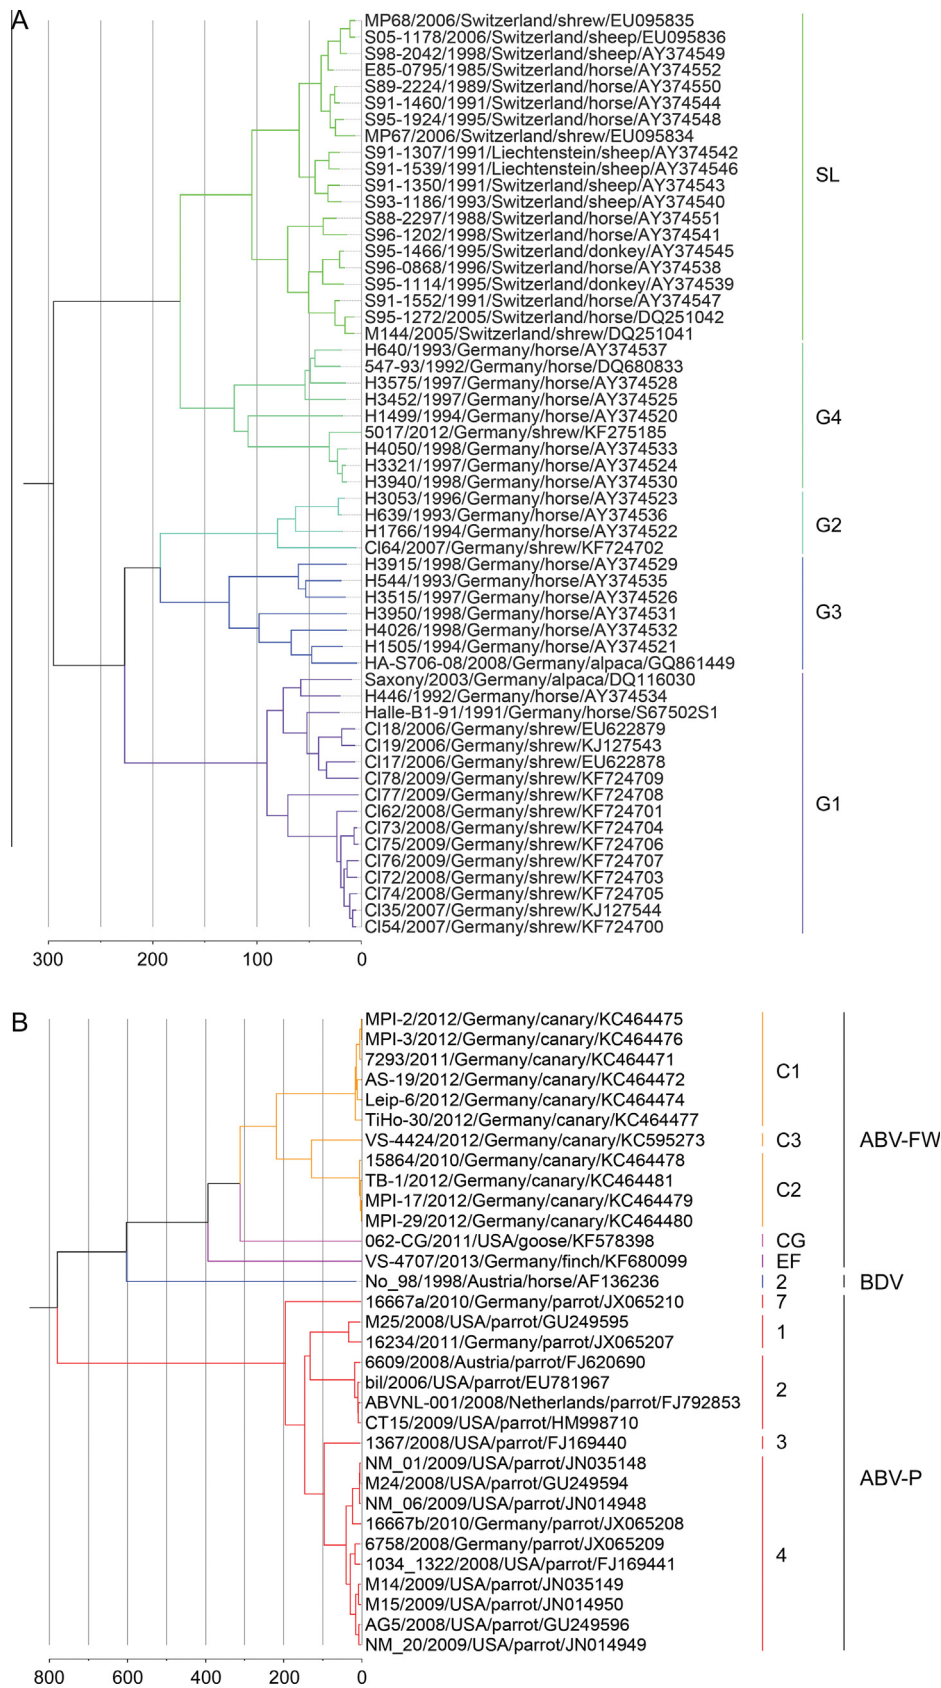 A
MP68/2006/Switzerland/shrew/EU095835
S05-1178/2006/Switzerland/sheep/EU095836
S98-2042/1998/Switzerland/sheep/AY374549
E85-0795/1985/Switzerland/horse/AY374552
S89-2224/1989/Switzerland/horse/AY374550
S91-1460/1991/Switzerland/horse/AY374544
S95-1924/1995/Switzerland/horse/AY374548
MP67/2006/Switzerland/shrew/EU095834
S91-1307/1991/Liechtenstein/sheep/AY374542
S91-1539/1991/Liechtenstein/sheep/AY374546
SL
S91-1350/1991/Switzerland/sheep/AY374543
S93-1186/1993/Switzerland/sheep/AY374540
S88-2297/1988/Switzerland/horse/AY374551
S96-1202/1998/Switzerland/horse/AY374541
S95-1466/1995/Switzerland/donkey/AY374545
S96-0868/1996/Switzerland/horse/AY374538
S95-1114/1995/Switzerland/donkey/AY374539
S91-1552/1991/Switzerland/horse/AY374547
S95-1272/2005/Switzerland/horse/DQ251042
M144/2005/Switzerland/shrew/DQ251041
H640/1993/Germany/horse/AY374537
547-93/1992/Germany/horse/DQ680833
H3575/1997/Germany/horse/AY374528
H3452/1997/Germany/horse/AY374525
H1499/1994/Germany/horse/AY374520
G4
5017/2012/Germany/shrew/KF275185
H4050/1998/Germany/horse/AY374533
H3321/1997/Germany/horse/AY374524
H3940/1998/Germany/horse/AY374530
H3053/1996/Germany/horse/AY374523
H639/1993/Germany/horse/AY374536
G2
H1766/1994/Germany/horse/AY374522
CI64/2007/Germany/shrew/KF724702
H3915/1998/Germany/horse/AY374529
H544/1993/Germany/horse/AY374535
H3515/1997/Germany/horse/AY374526
H3950/1998/Germany/horse/AY374531
G3
H4026/1998/Germany/horse/AY374532
H1505/1994/Germany/horse/AY374521
HA-S706-08/2008/Germany/alpaca/GQ861449
Saxony/2003/Germany/alpaca/DQ116030
H446/1992/Germany/horse/AY374534
Halle-B1-91/1991/Germany/horse/S67502S1
CI18/2006/Germany/shrew/EU622879
CI19/2006/Germany/shrew/KJ127543
CI17/2006/Germany/shrew/EU622878
CI78/2009/Germany/shrew/KF724709
CI77/2009/Germany/shrew/KF724708
G1
CI62/2008/Germany/shrew/KF724701
CI73/2008/Germany/shrew/KF724704
CI75/2009/Germany/shrew/KF724706
CI76/2009/Germany/shrew/KF724707
CI72/2008/Germany/shrew/KF724703
CI74/2008/Germany/shrew/KF724705
CI35/2007/Germany/shrew/KJ127544
CI54/2007/Germany/shrew/KF724700
300 200 100 0
B
MPI-2/2012/Germany/canary/KC464475
MPI-3/2012/Germany/canary/KC464476
7293/2011/Germany/canary/KC464471
C1
AS-19/2012/Germany/canary/KC464472
Leip-6/2012/Germany/canary/KC464474
TiHo-30/2012/Germany/canary/KC464477
VS-4424/2012/Germany/canary/KC595273 C3 ABV-FW
15864/2010/Germany/canary/KC464478
TB-1/2012/Germany/canary/KC464481
C2
MPI-17/2012/Germany/canary/KC464479
MPI-29/2012/Germany/canary/KC464480
062-CG/2011/USA/goose/KF578398 CG
VS-4707/2013/Germany/finch/KF680099 EF
No_98/1998/Austria/horse/AF136236 2 BDV
16667a/2010/Germany/parrot/JX065210 7
M25/2008/USA/parrot/GU249595
1
16234/2011/Germany/parrot/JX065207
6609/2008/Austria/parrot/FJ620690
bil/2006/USA/parrot/EU781967
2
ABVNL-001/2008/Netherlands/parrot/FJ792853
CT15/2009/USA/parrot/HM998710
1367/2008/USA/parrot/FJ169440 3
NM_01/2009/USA/parrot/JN035148
ABV-P
M24/2008/USA/parrot/GU249594
NM_06/2009/USA/parrot/JN014948
16667b/2010/Germany/parrot/JX065208
6758/2008/Germany/parrot/JX065209
4
1034_1322/2008/USA/parrot/FJ169441
M14/2009/USA/parrot/JN035149
M15/2009/USA/parrot/JN014950
AG5/2008/USA/parrot/GU249596
NM_20/2009/USA/parrot/JN014949
800 600 400 200 0